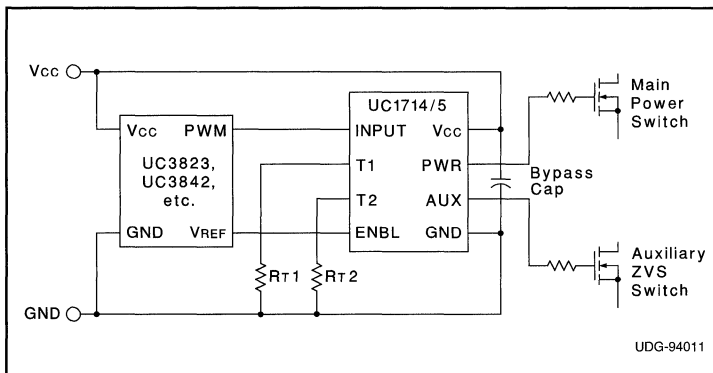 VCC
VCC PWM
UC3823,
UC3842,
etc.
GND VREF
UC1714/5
INPUT VCC
T1 PWR
T2 AUX
ENBL GND
RT1
RT2
Bypass
Cap
Main
Power
Switch
Auxiliary
ZVS
Switch
GND
UDG-94011